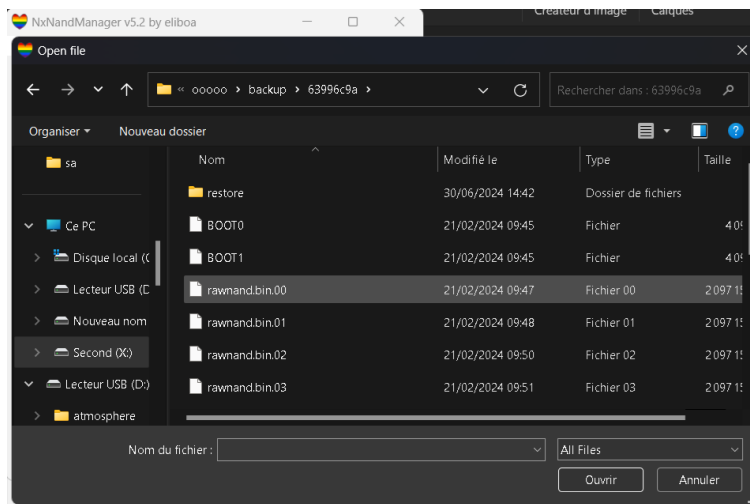 NxNandManager v5.2 by eliboa
Créateur d'image Calques
Open file
« ooooo > backup > 63996c9a >
Rechercher dans : 63996c9a
Organiser Nouveau dossier
Nom Modifié le Type Taille
sa
restore 30/06/2024 14:42 Dossier de fichiers
Ce PC
BOOT0 21/02/2024 09:45 Fichier
Disque local (
BOOT1 21/02/2024 09:45 Fichier
Lecteur USB (
rawnand.bin.00 21/02/2024 09:47 Fichier 00
Nouveau nom
rawnand.bin.01 21/02/2024 09:48 Fichier 01
Second (X:)
rawnand.bin.02 21/02/2024 09:50 Fichier 02
Lecteur USB (D:)
rawnand.bin.03 21/02/2024 09:51 Fichier 03
atmosphere
Nom du fichier : All Files
Ouvrir Annuler